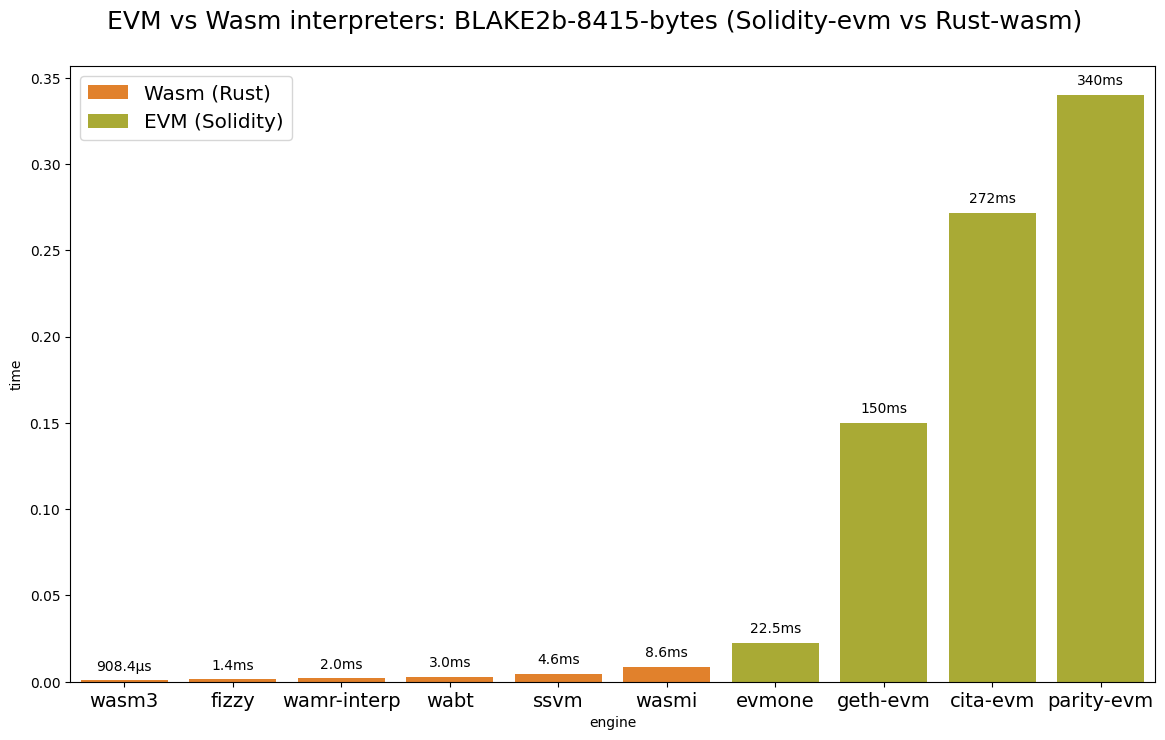 EVM vs Wasm interpreters: BLAKE2b-8415-bytes (Solidity-evm vs Rust-wasm)
Wasm (Rust)
EVM (Solidity)
time
0.35
0.30
0.25
0.20
0.15
0.10
0.05
0.00
908.4µs
1.4ms
2.0ms
3.0ms
4.6ms
8.6ms
22.5ms
150ms
272ms
340ms
wasm3 fizzy wamr-interp wabt ssvm wasmi evmone geth-evm cita-evm parity-evm
engine